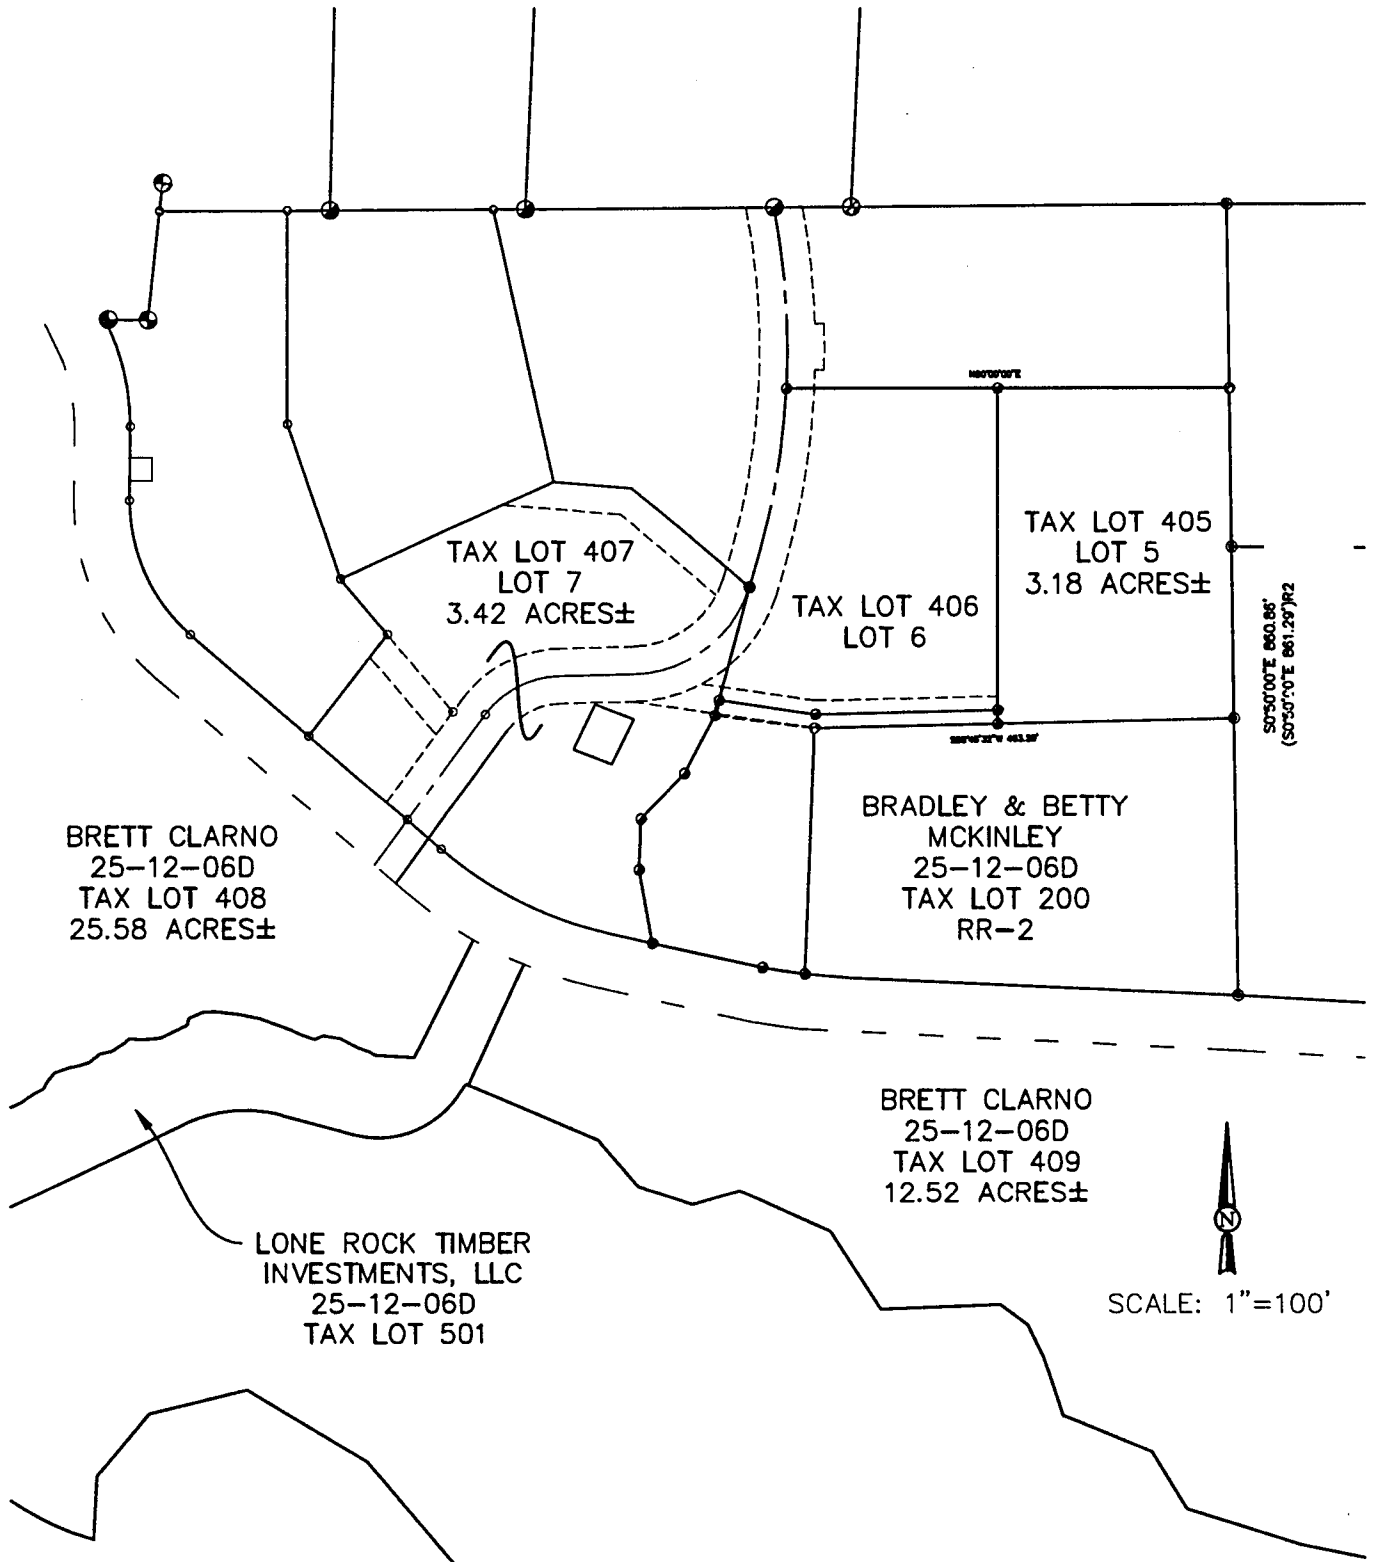 TAX LOT 407
LOT 7
3.42 ACRES±
TAX LOT 406
LOT 6
TAX LOT 405
LOT 5
3.18 ACRES±
S0°50'00"E 860.86'
BRADLEY & BETTY
MCKINLEY
25-12-06D
TAX LOT 200
RR-2
BRETT CLARNO
25-12-06D
TAX LOT 408
25.58 ACRES±
BRETT CLARNO
25-12-06D
TAX LOT 409
12.52 ACRES±
N
SCALE: 1"=100'
LONE ROCK TIMBER
INVESTMENTS, LLC
25-12-06D
TAX LOT 501